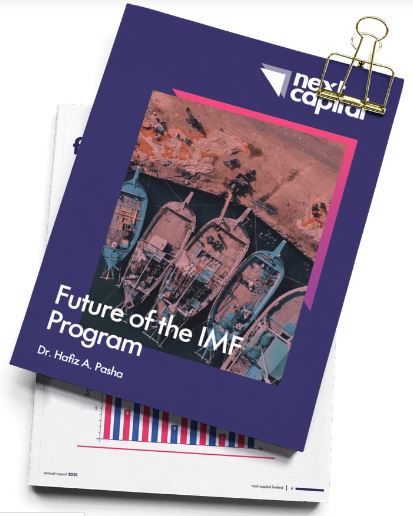 next
capital
Future of the IMF
Program
Dr. Hafiz A. Pasha
annual report 2021
next capital limited | 4